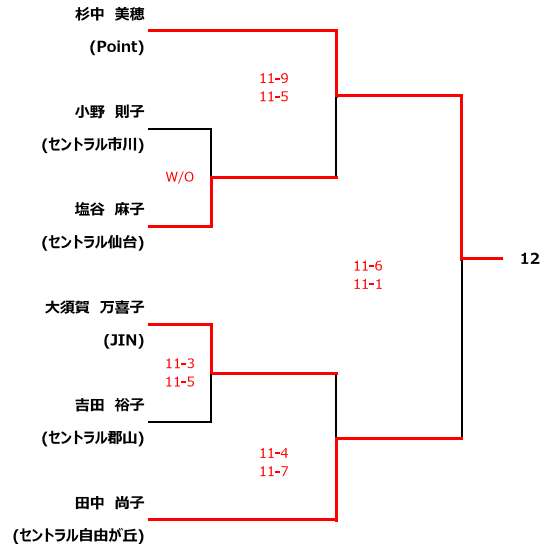 杉中 美穂
(Point)
11-9
11-5
小野 則子
(セントラル市川)
W/O
塩谷 麻子
(セントラル仙台)
12
11-6
11-1
大須賀 万喜子
(JIN)
11-3
11-5
吉田 裕子
(セントラル郡山)
11-4
11-7
田中 尚子
(セントラル自由が丘)